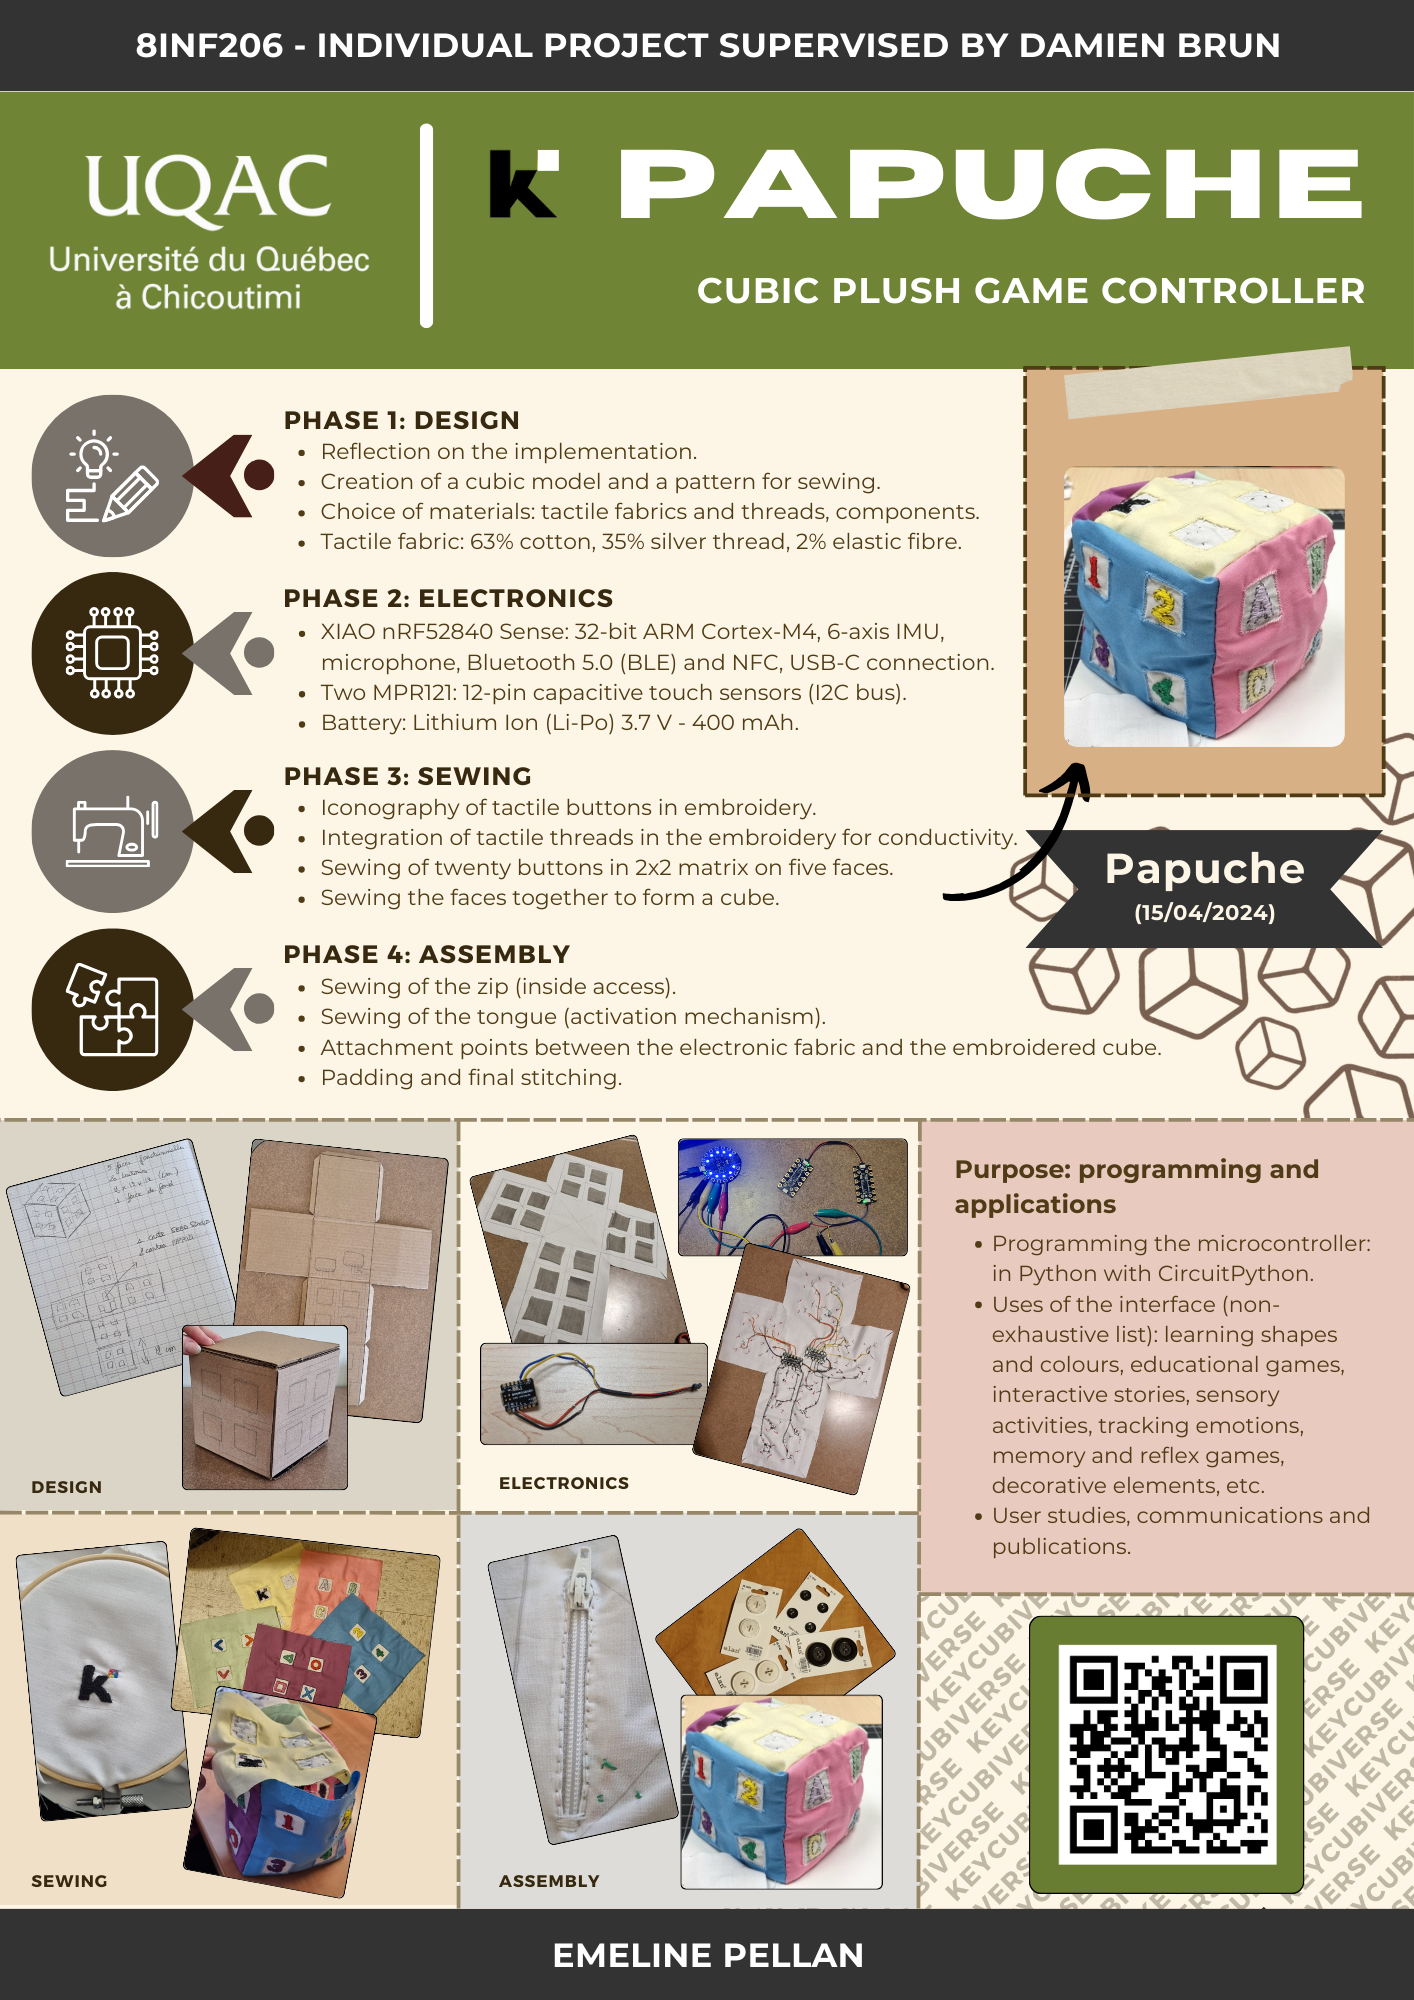 8INF206 - INDIVIDUAL PROJECT SUPERVISED BY DAMIEN BRUN
UQAC
Université du Québec
à Chicoutimi
k PAPUCHE
CUBIC PLUSH GAME CONTROLLER
PHASE 1: DESIGN
• Reflection on the implementation.
• Creation of a cubic model and a pattern for sewing.
• Choice of materials: tactile fabrics and threads, components.
• Tactile fabric: 63% cotton, 35% silver thread, 2% elastic fibre.
PHASE 2: ELECTRONICS
• XIAO nRF52840 Sense: 32-bit ARM Cortex-M4, 6-axis IMU,
microphone, Bluetooth 5.0 (BLE) and NFC, USB-C connection.
• Two MPR121: 12-pin capacitive touch sensors (I2C bus).
• Battery: Lithium Ion (Li-Po) 3.7 V - 400 mAh.
PHASE 3: SEWING
• Iconography of tactile buttons in embroidery.
• Integration of tactile threads in the embroidery for conductivity.
• Sewing of twenty buttons in 2x2 matrix on five faces.
• Sewing the faces together to form a cube.
PHASE 4: ASSEMBLY
• Sewing of the zip (inside access).
• Sewing of the tongue (activation mechanism).
• Attachment points between the electronic fabric and the embroidered cube.
• Padding and final stitching.
1
2
3
4
A
C
Papuche
(15/04/2024)
DESIGN
ELECTRONICS
Purpose: programming and
applications
• Programming the microcontroller:
in Python with CircuitPython.
• Uses of the interface (non-
exhaustive list): learning shapes
and colours, educational games,
interactive stories, sensory
activities, tracking emotions,
memory and reflex games,
decorative elements, etc.
• User studies, communications and
publications.
k
SEWING
elan
elan
elan
elan
ASSEMBLY
KEYCUBIVERSE KEYCUBIVERSE KEYCUBIVERSE
EMELINE PELLAN